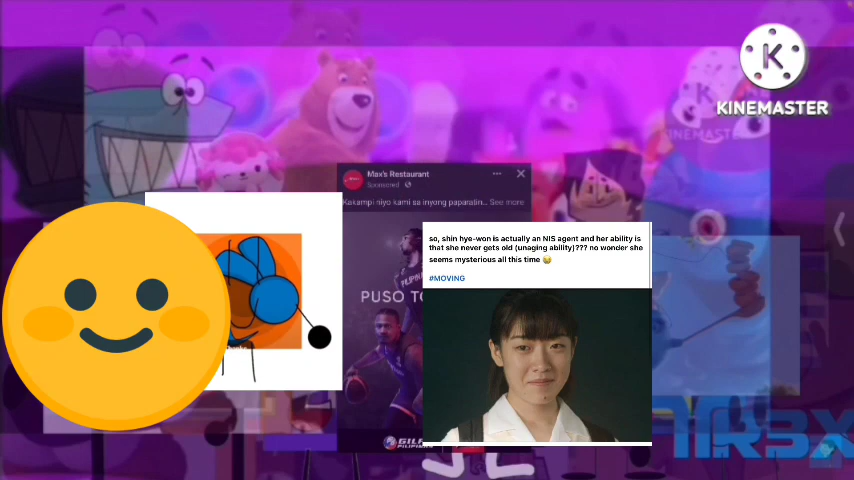 KINEMASTER
KINEMASTER
Max's Restaurant
Sponsored
Kakampi niyo kami sa inyong paparatin... See more
PUSO
so, shin hye-won is actually an NIS agent and her ability is
that she never gets old (unaging ability)??? no wonder she
seems mysterious all this time 😂
#MOVING